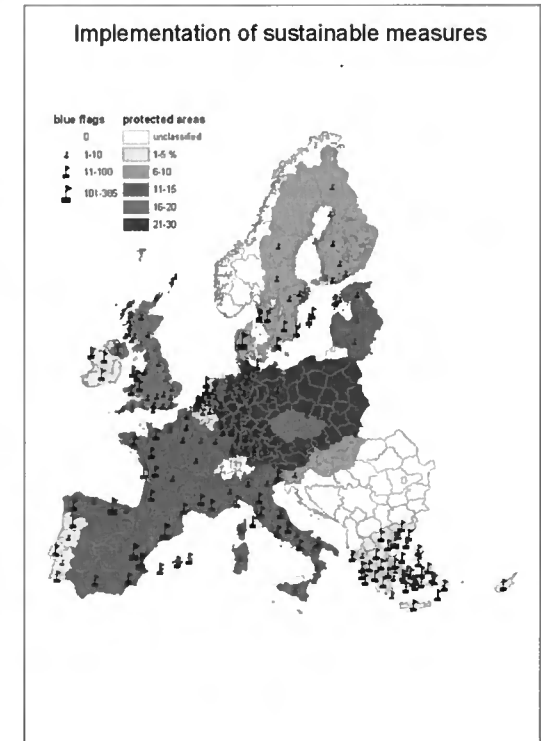 Implementation of sustainable measures
blue flags protected areas
0 unclassified
1-10 1-5 %
11-100 6-10
101-385 11-15
16-20
21-30